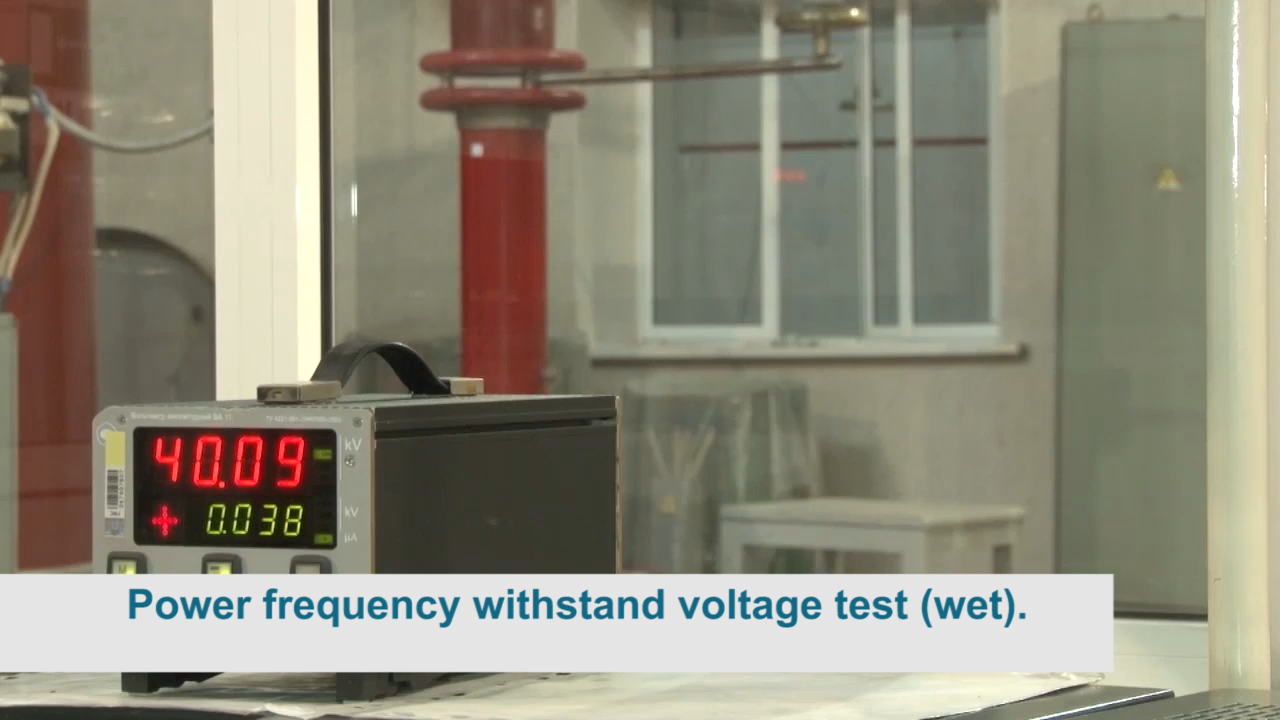 40.09
kV
0.038
kV
µA
Power frequency withstand voltage test (wet).